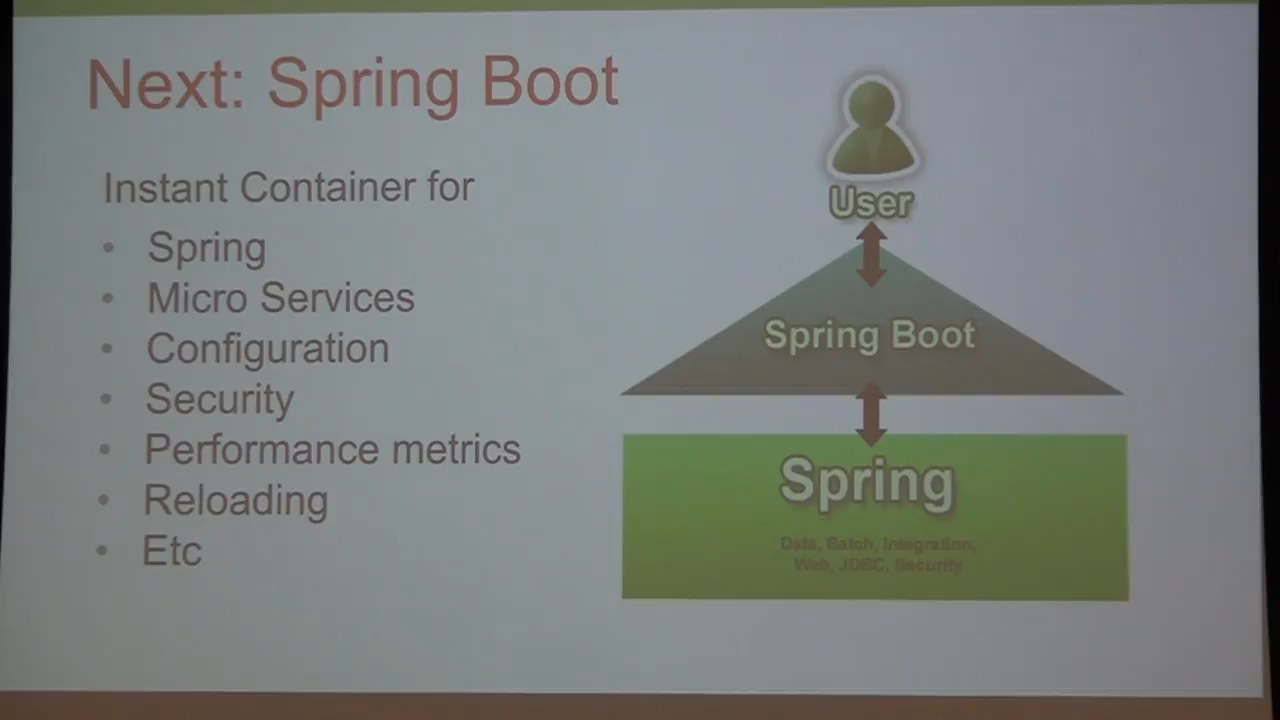 Next: Spring Boot
Instant Container for
• Spring
• Micro Services
• Configuration
• Security
• Performance metrics
• Reloading
• Etc
User
Spring Boot
Spring
Data, Batch, Integration,
Web, JDBC, Security